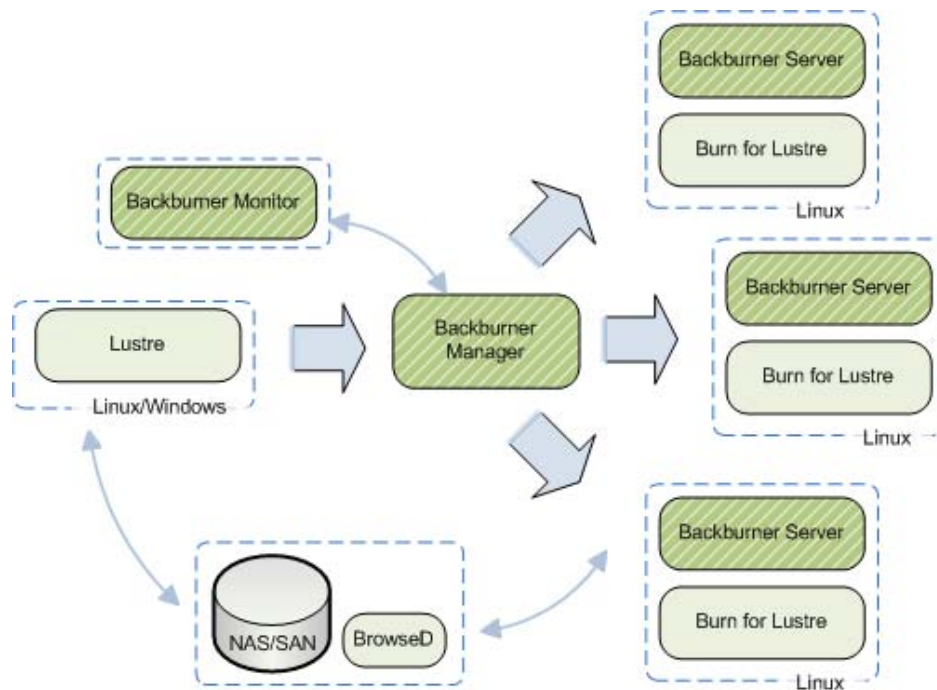 Backburner Server
Burn for Lustre
Linux
Backburner Monitor
Lustre
Linux/Windows
Backburner
Manager
Backburner Server
Burn for Lustre
Linux
NAS/SAN
BrowseD
Backburner Server
Burn for Lustre
Linux